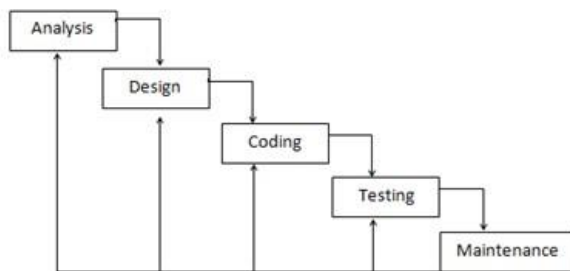 Analysis
Design
Coding
Testing
Maintenance